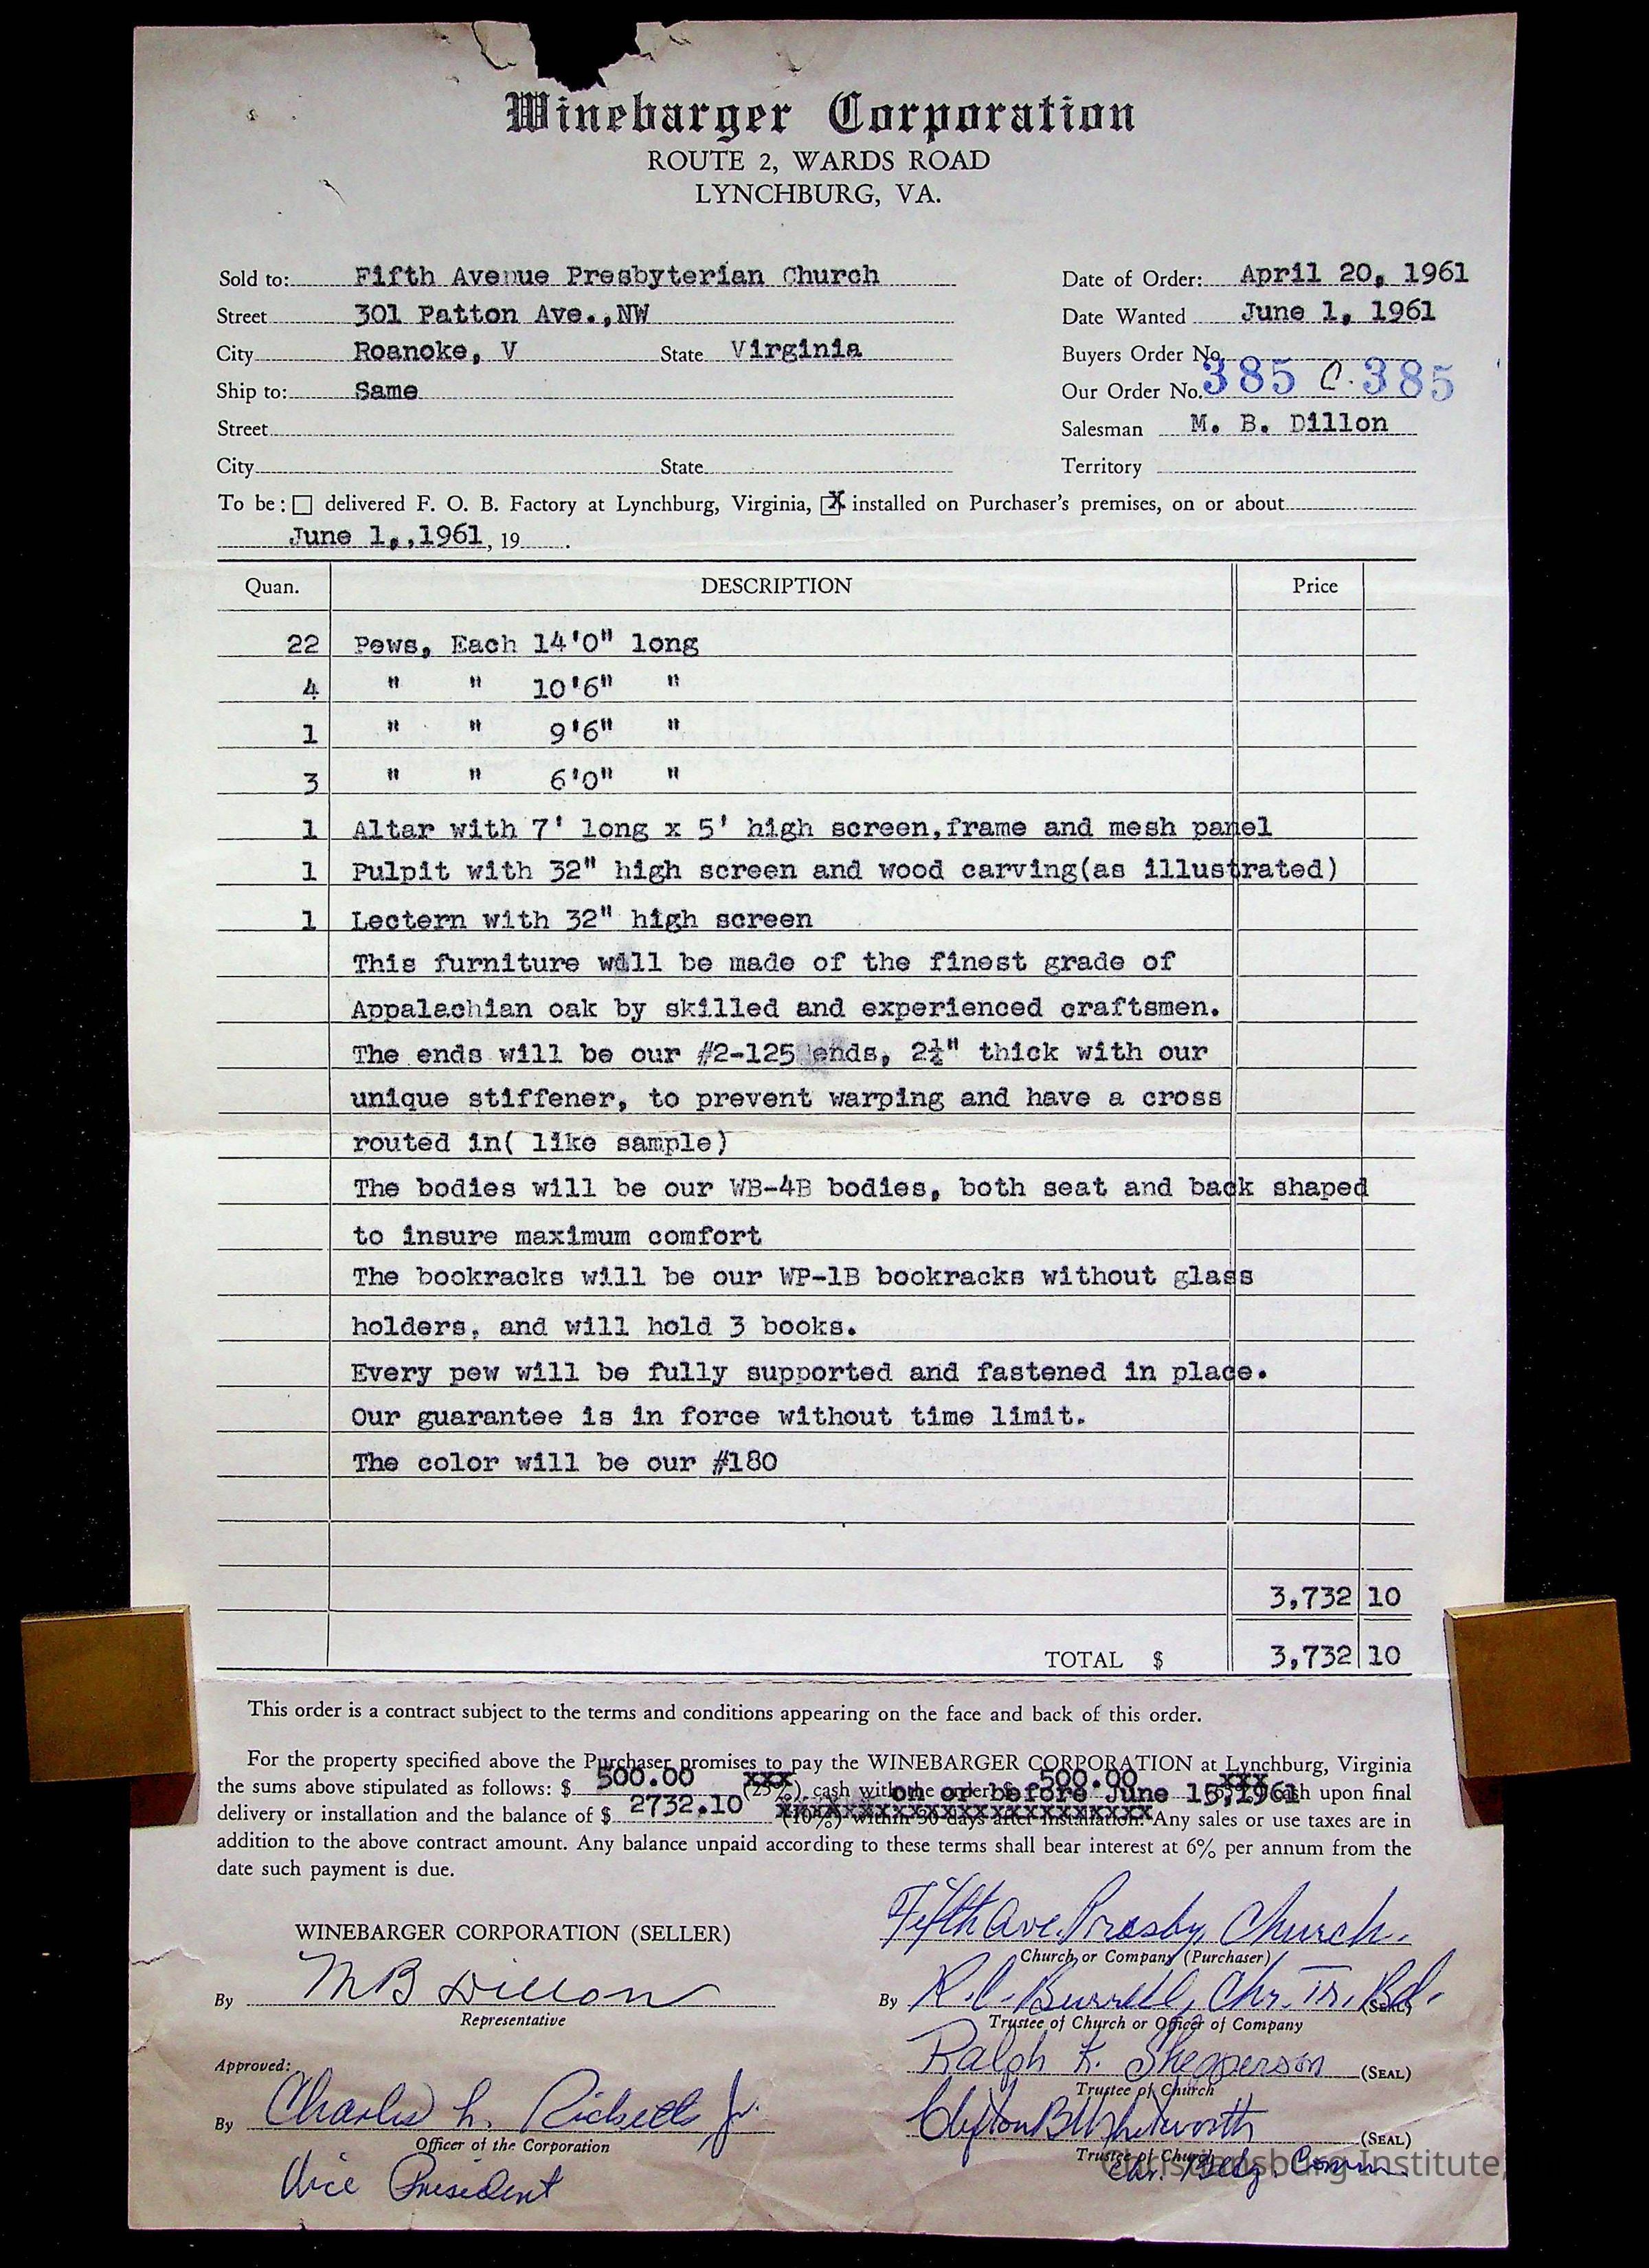 Winebarger Corporation
ROUTE 2, WARDS ROAD
LYNCHBURG, VA.
Sold to: Fifth Avenue Presbyterian Church
Date of Order: April 20, 1961
Street 301 Patton Ave.,NW
Date Wanted June 1, 1961
City Roanoke, V State Virginia
Buyers Order No.
Ship to: Same
Our Order No. 385 C. 385
Street
Salesman M. B. Dillon
City State
Territory
To be: delivered F. O. B. Factory at Lynchburg, Virginia, X installed on Purchaser's premises, on or about
June 1,,1961, 19 .
Quan. DESCRIPTION Price
22 Pews, Each 14'0" long
4 " " 10'6" "
1 " " 9'6" "
3 " " 6'0" "
1 Altar with 7' long x 5' high screen,frame and mesh panel
1 Pulpit with 32" high screen and wood carving(as illustrated)
1 Lectern with 32" high screen
This furniture will be made of the finest grade of
Appalachian oak by skilled and experienced craftsmen.
The ends will be our #2-125 ends, 2½" thick with our
unique stiffener, to prevent warping and have a cross
routed in( like sample)
The bodies will be our WB-4B bodies, both seat and back shaped
to insure maximum comfort
The bookracks will be our WP-1B bookracks without glass
holders, and will hold 3 books.
Every pew will be fully supported and fastened in place.
Our guarantee is in force without time limit.
The color will be our #180
3,732 10
TOTAL $ 3,732 10
This order is a contract subject to the terms and conditions appearing on the face and back of this order.
For the property specified above the Purchaser promises to pay the WINEBARGER CORPORATION at Lynchburg, Virginia
the sums above stipulated as follows: $ 500.00 xxx (25%) cash with the order $ 500.00 xxx cash upon final
on or before June 15,1961
delivery or installation and the balance of $ 2732.10 (10%) within 30 days after installation. Any sales or use taxes are in
addition to the above contract amount. Any balance unpaid according to these terms shall bear interest at 6% per annum from the
date such payment is due.
WINEBARGER CORPORATION (SELLER)
Fifth Ave. Presby. Church.
Church or Company (Purchaser)
By M B Dillon
Representative
By R. C. Burrell, Chr. Tr. Bd. (SEAL)
Trustee of Church or Officer of Company
Ralph K. Shepperson (SEAL)
Trustee of Church
Approved:
By Charles L. Ricketts Jr.
Officer of the Corporation
Vice President
Clifton B Whitworth (SEAL)
Trustee of Church
Chr. Bldg. Comm.
Christiansburg Institute,